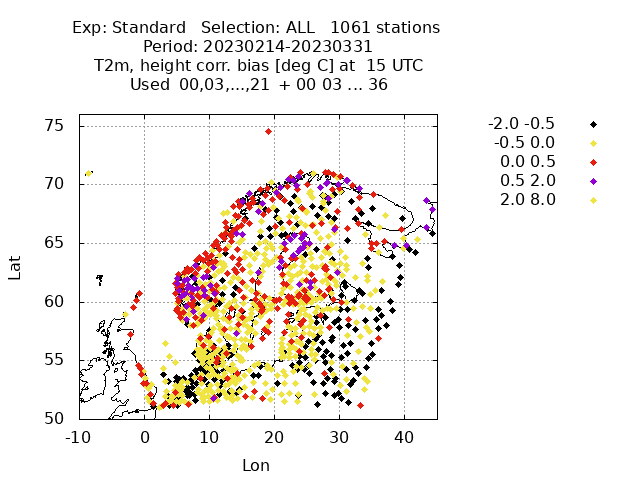 Exp: Standard   Selection: ALL   1061 stations
Period: 20230214-20230331
T2m, height corr. bias [deg C] at  15 UTC
Used  00,03,...,21  + 00 03 ... 36
-2.0 -0.5
-0.5 0.0
0.0 0.5
0.5 2.0
2.0 8.0
75
70
65
60
55
50
Lat
-10 0 10 20 30 40
Lon